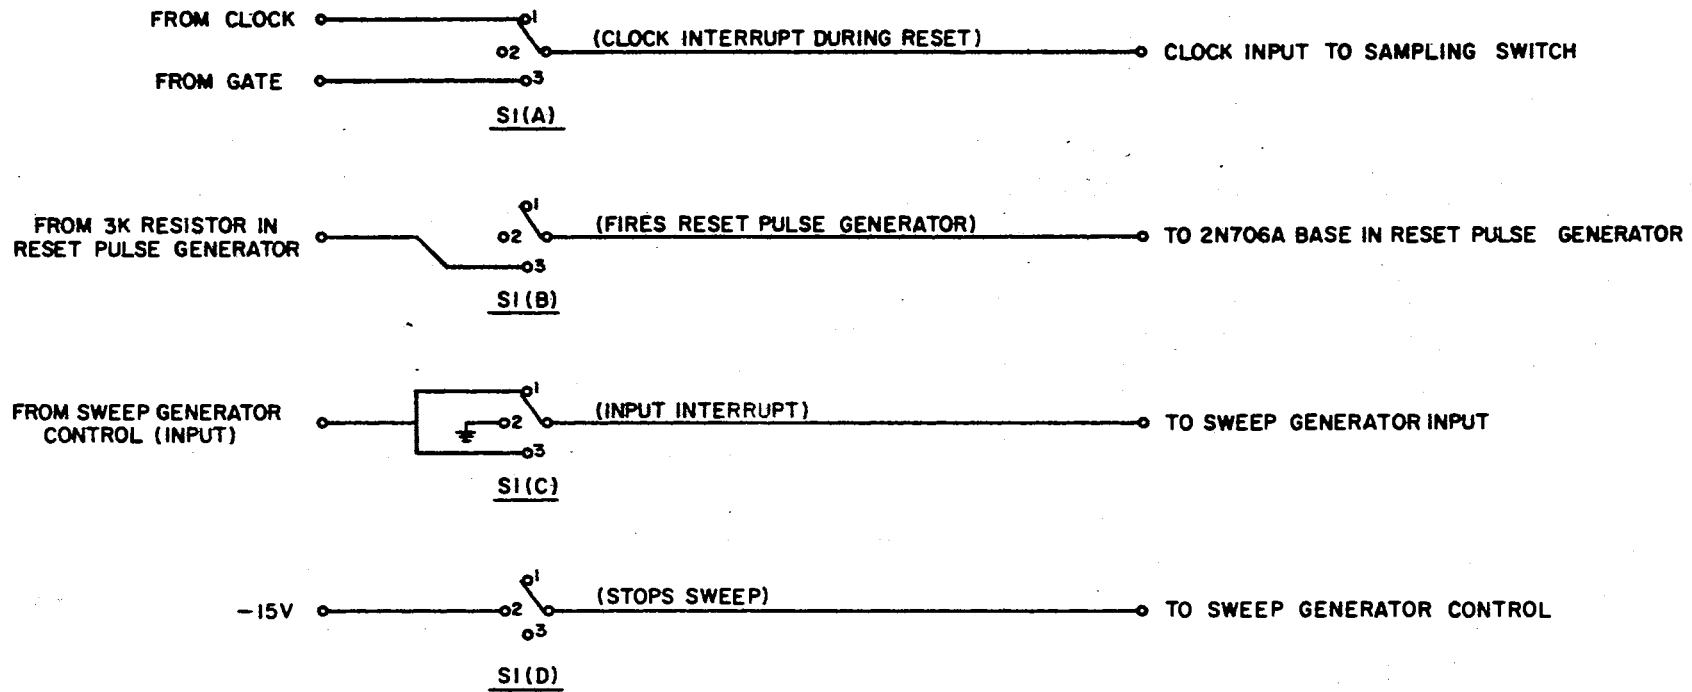 FROM CLOCK
1
(CLOCK INTERRUPT DURING RESET)
2
CLOCK INPUT TO SAMPLING SWITCH
FROM GATE
3
S1(A)
1
FROM 3K RESISTOR IN
RESET PULSE GENERATOR
(FIRES RESET PULSE GENERATOR)
2
TO 2N706A BASE IN RESET PULSE GENERATOR
3
S1(B)
1
FROM SWEEP GENERATOR
CONTROL (INPUT)
(INPUT INTERRUPT)
2
TO SWEEP GENERATOR INPUT
3
S1(C)
1
(STOPS SWEEP)
-15V
2
TO SWEEP GENERATOR CONTROL
3
S1(D)